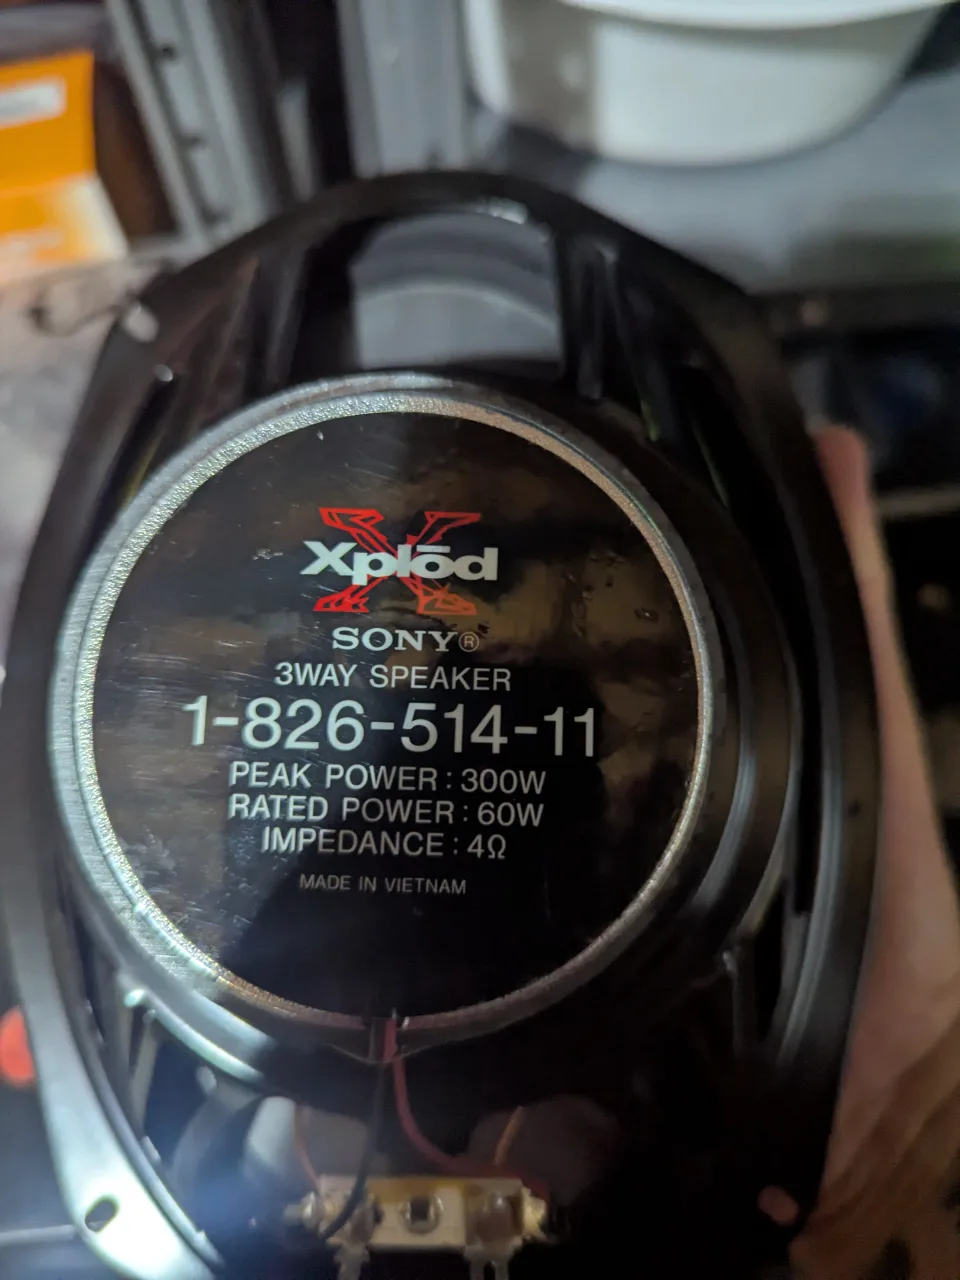 Xplōd
SONY®
3WAY SPEAKER
1-826-514-11
PEAK POWER : 300W
RATED POWER : 60W
IMPEDANCE : 4Ω
MADE IN VIETNAM